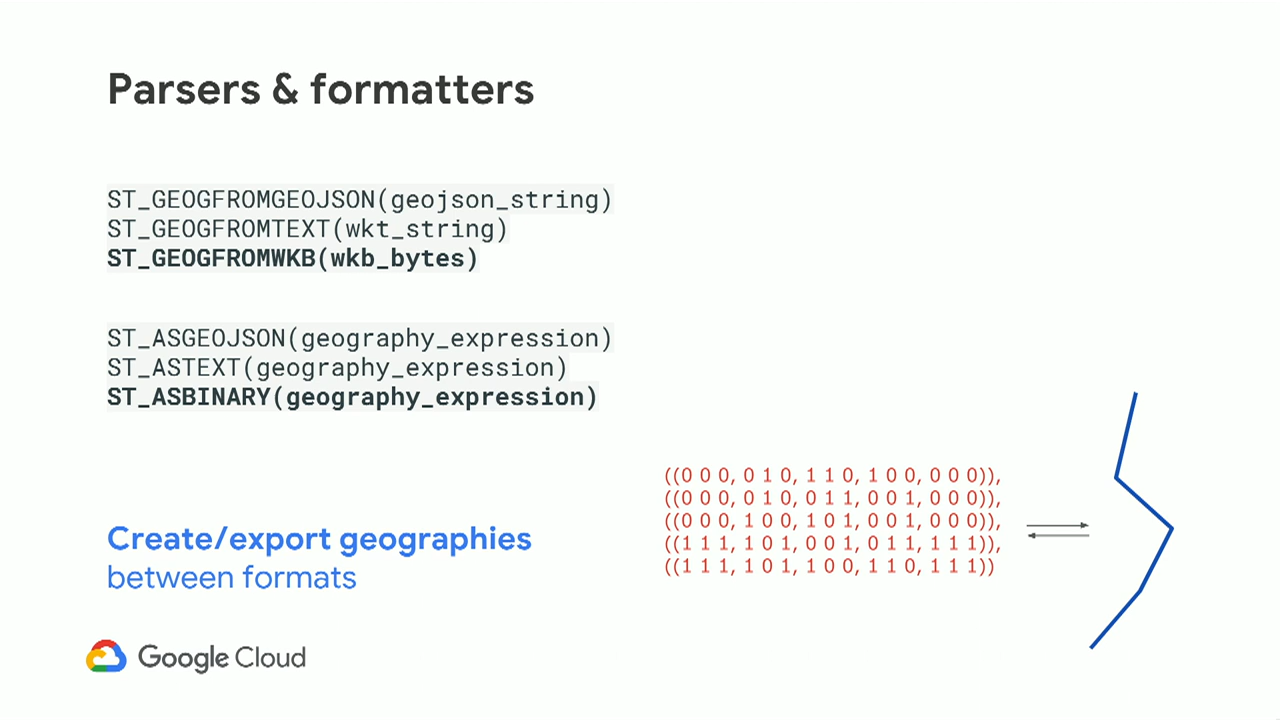 Parsers & formatters
ST_GEOGFROMGEOJSON(geojson_string)
ST_GEOGFROMTEXT(wkt_string)
ST_GEOGFROMWKB(wkb_bytes)
ST_ASGEOJSON(geography_expression)
ST_ASTEXT(geography_expression)
ST_ASBINARY(geography_expression)
((0 0 0, 0 1 0, 1 1 0, 1 0 0, 0 0 0)),
((0 0 0, 0 1 0, 0 1 1, 0 0 1, 0 0 0)),
((0 0 0, 1 0 0, 1 0 1, 0 0 1, 0 0 0)),
((1 1 1, 1 0 1, 0 0 1, 0 1 1, 1 1 1)),
((1 1 1, 1 0 1, 1 0 0, 1 1 0, 1 1 1))
Create/export geographies
between formats
Google Cloud